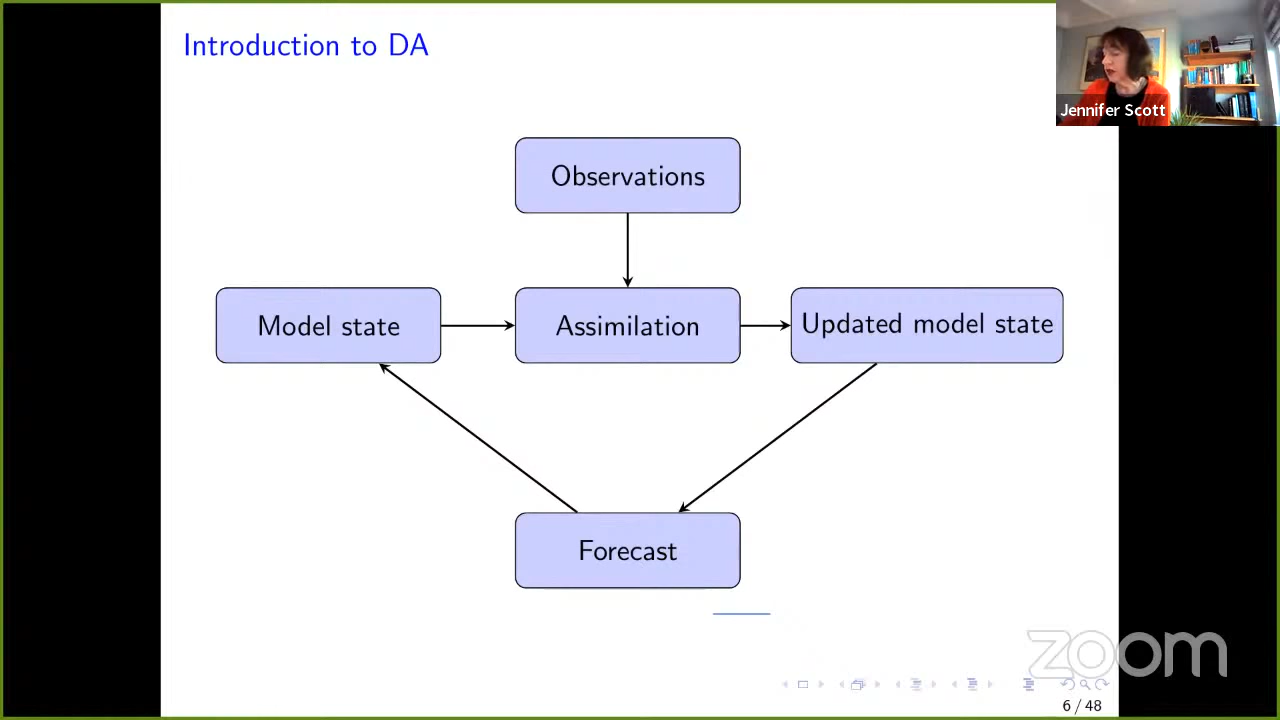 Introduction to DA
Jennifer Scott
Observations
Model state
Assimilation
Updated model state
Forecast
zoom
6 / 48